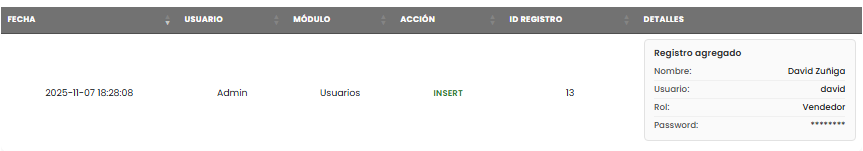 FECHA USUARIO MÓDULO ACCIÓN ID REGISTRO DETALLES
Registro agregado
Nombre: David Zuñiga
2025-11-07 18:28:08 Admin Usuarios INSERT 13
Usuario: david
Rol: Vendedor
Password: ********